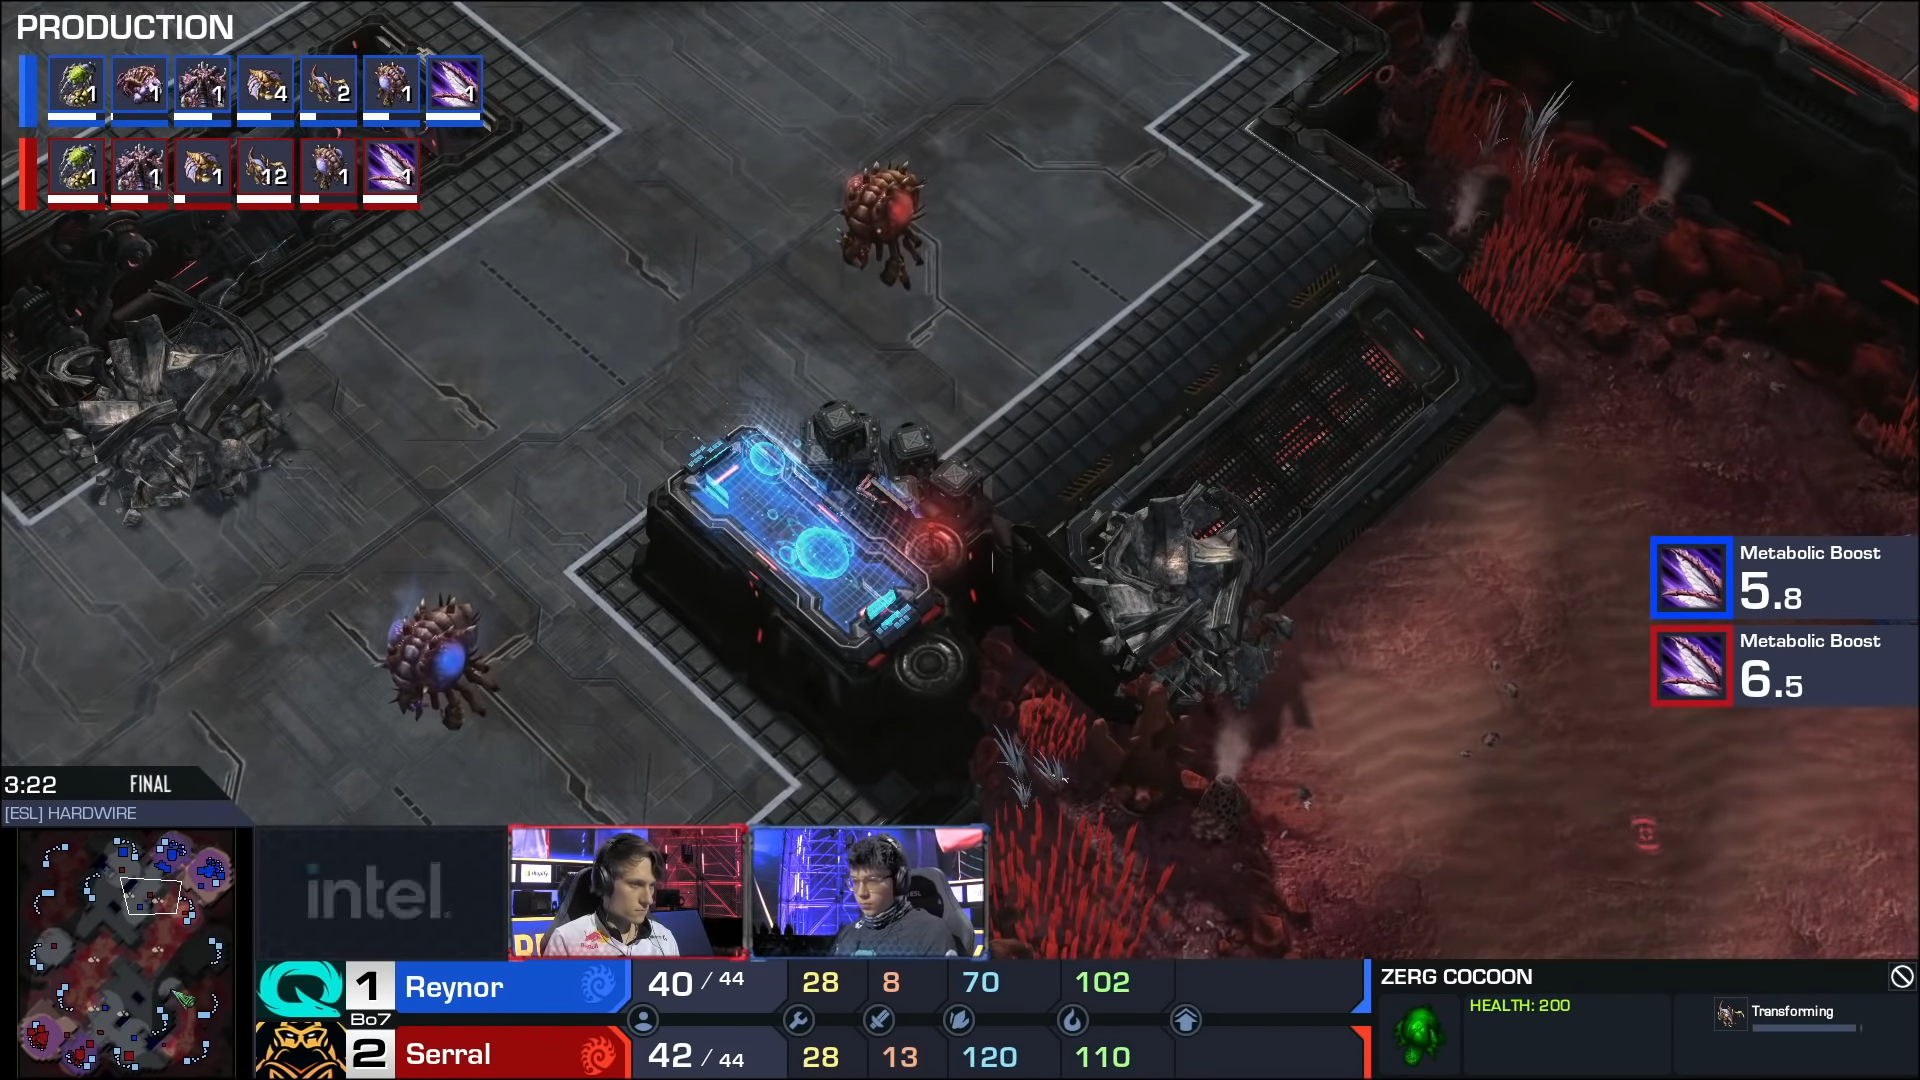 PRODUCTION
1 1 1 4 2 1 1
1 1 1 12 1 1
Metabolic Boost
5.8
Metabolic Boost
6.5
3:22 FINAL
[ESL] HARDWIRE
intel.
1 Reynor 40 / 44 28 8 70 102
Bo7
2 Serral 42 / 44 28 13 120 110
ZERG COCOON
HEALTH: 200
Transforming